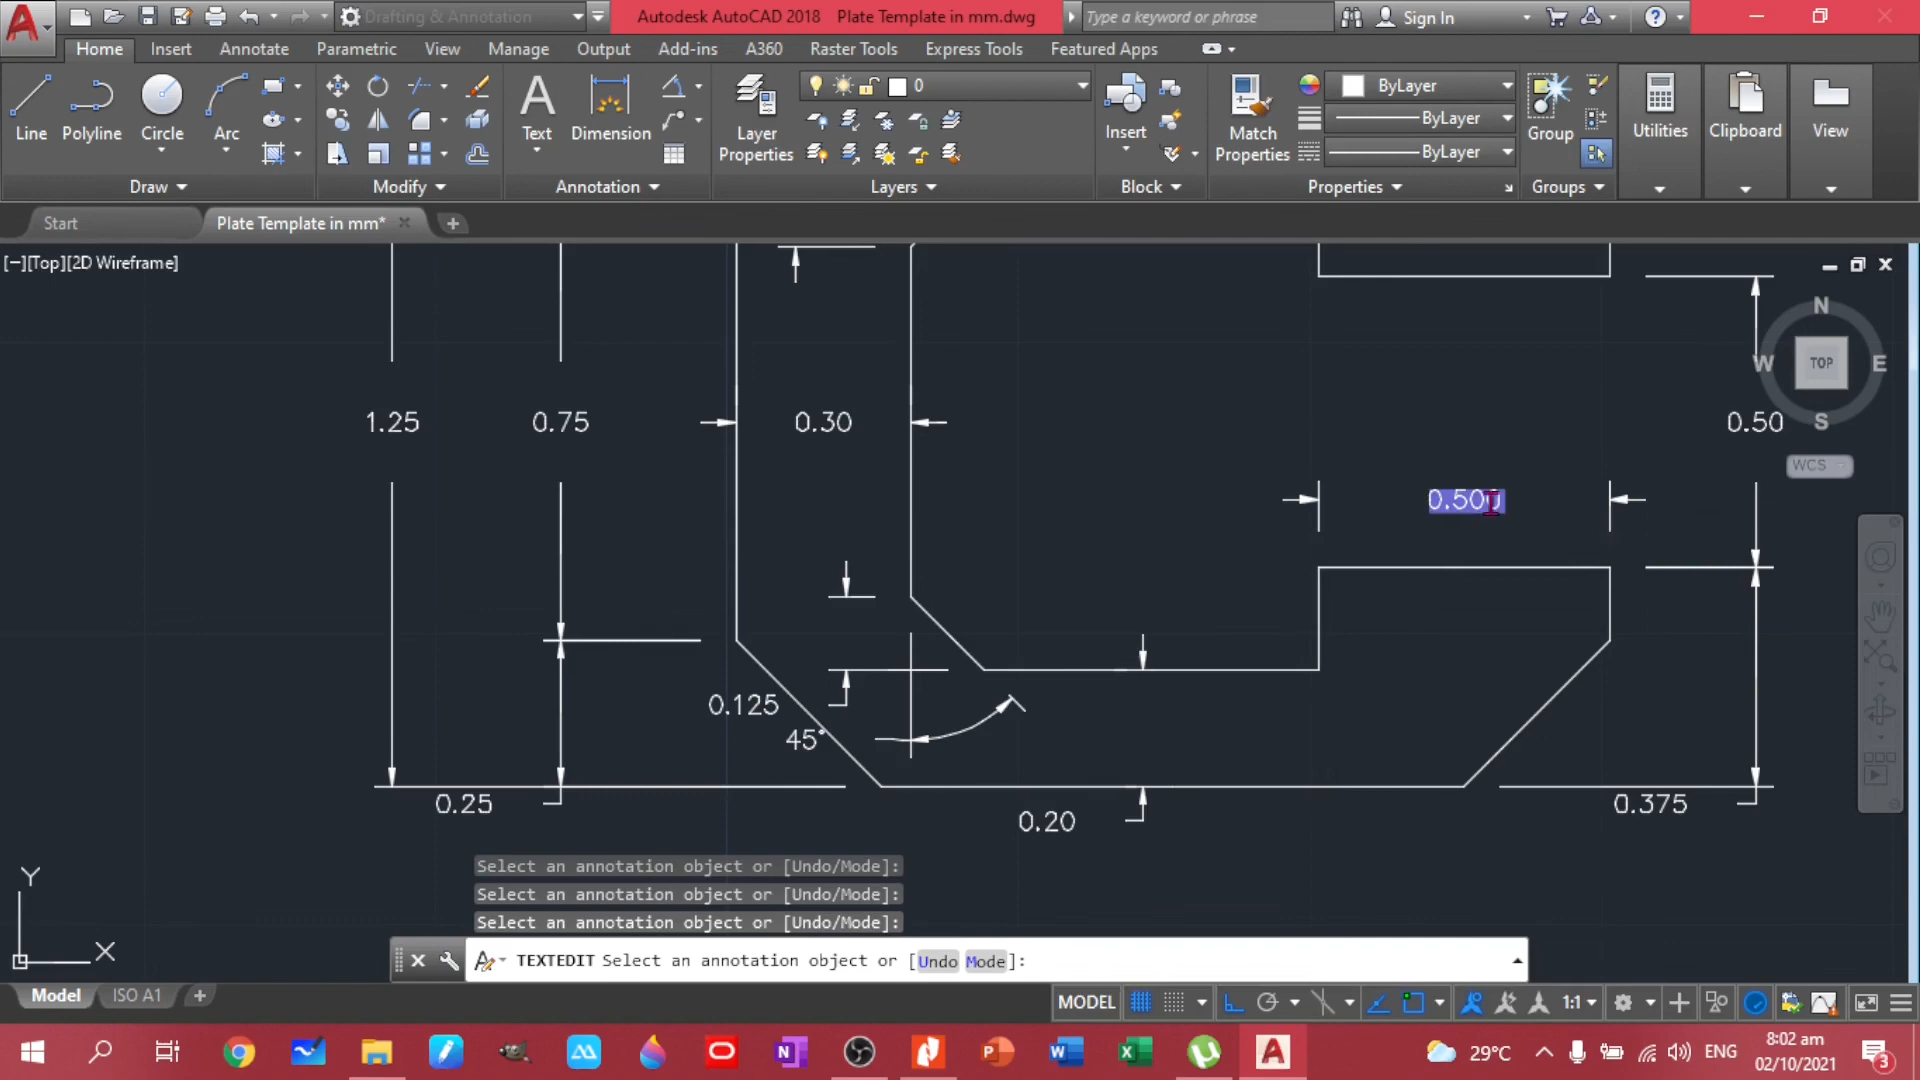 Drafting & Annotation
Autodesk AutoCAD 2018 Plate Template in mm.dwg
Type a keyword or phrase
Sign In
Home Insert Annotate Parametric View Manage Output Add-ins A360 Raster Tools Express Tools Featured Apps
Line Polyline Circle Arc
Text Dimension
Layer Properties
0
Insert
Match Properties
ByLayer
ByLayer
ByLayer
Group
Utilities Clipboard View
Draw Modify Annotation Layers Block Properties Groups
Start Plate Template in mm*
[−][Top][2D Wireframe]
N
W TOP E
S
WCS
1.25 0.75 0.30 0.50
0.500
0.125
45°
0.25 0.20 0.375
Y
X
Select an annotation object or [Undo/Mode]:
Select an annotation object or [Undo/Mode]:
Select an annotation object or [Undo/Mode]:
TEXTEDIT Select an annotation object or [Undo Mode]:
Model ISO A1
MODEL 1:1
29°C ENG
8:02 am
02/10/2021
3